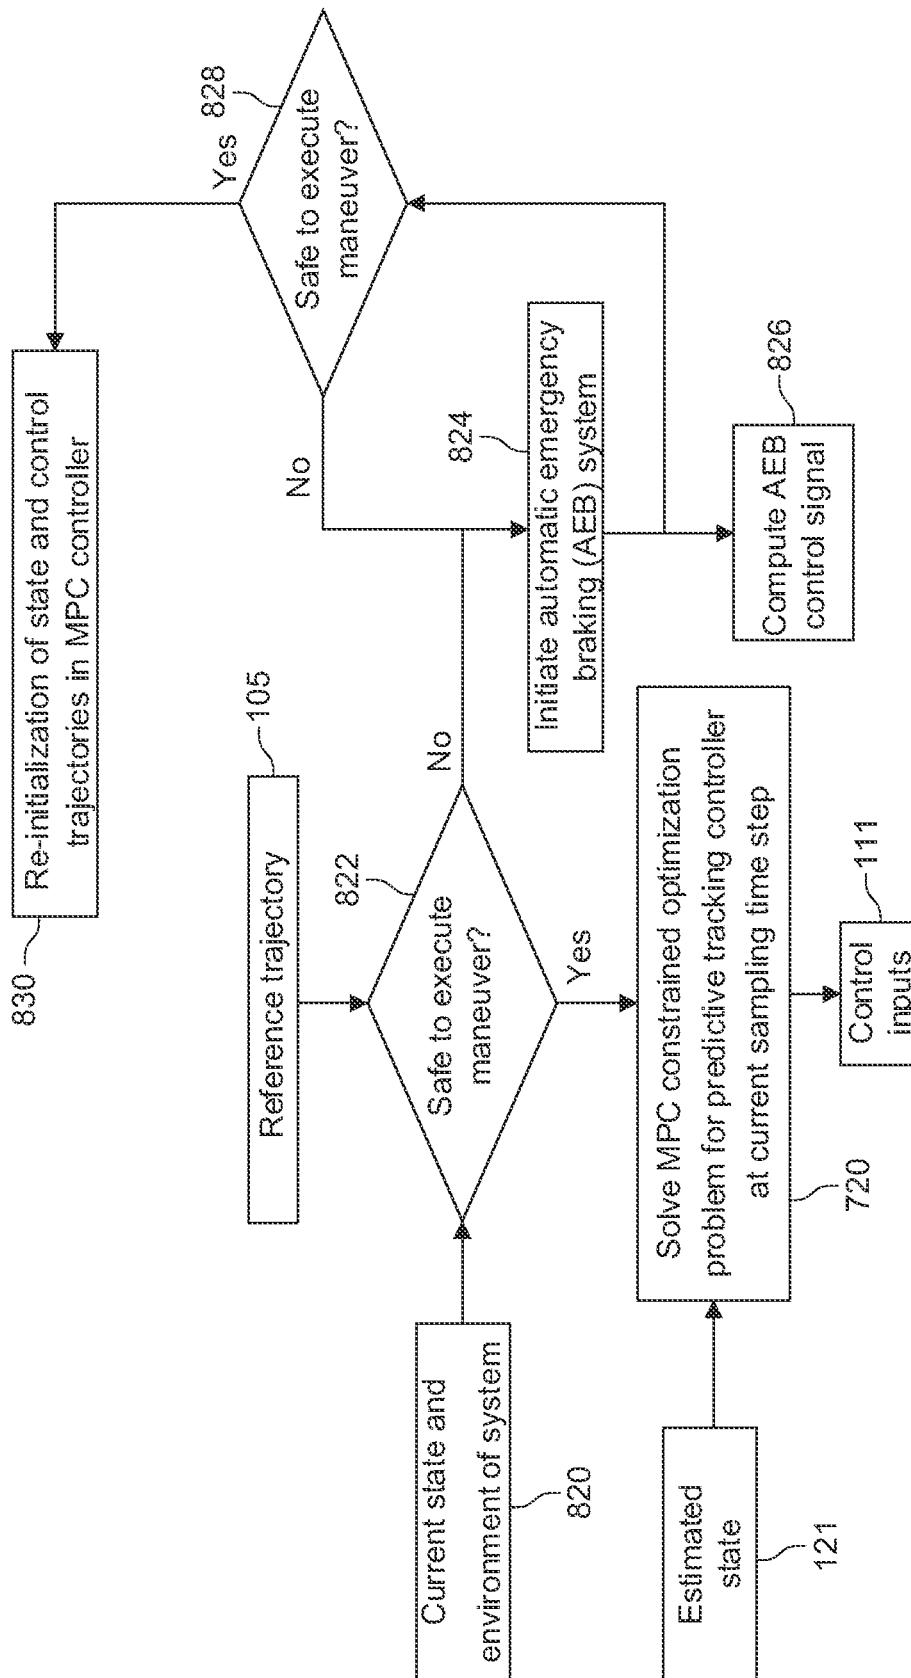 830
Re-initialization of state and control
trajectories in MPC controller
Reference trajectory
105
Current state and
environment of system
820
Safe to execute
maneuver?
822
No
Yes
No
Safe to execute
maneuver?
828
Yes
Initiate automatic emergency
braking (AEB) system
824
Estimated
state
121
Solve MPC constrained optimization
problem for predictive tracking controller
at current sampling time step
720
Compute AEB
control signal
826
Control
inputs
111